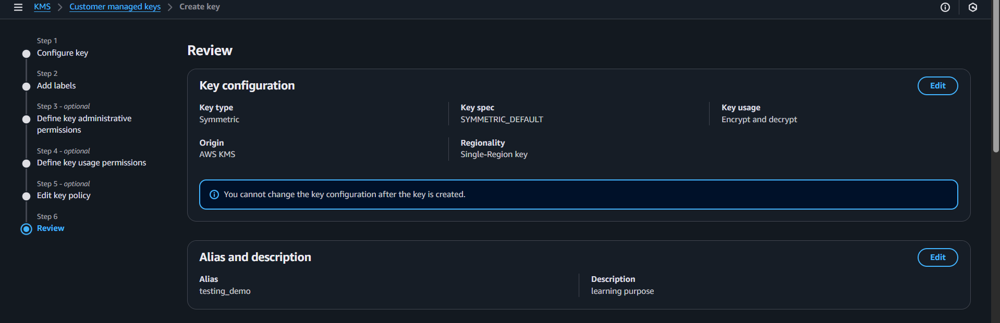 KMS > Customer managed keys > Create key
Step 1
Configure key
Step 2
Add labels
Step 3 - optional
Define key administrative
permissions
Step 4 - optional
Define key usage permissions
Step 5 - optional
Edit key policy
Step 6
Review
Review
Key configuration
Edit
Key type
Symmetric
Key spec
SYMMETRIC_DEFAULT
Key usage
Encrypt and decrypt
Origin
AWS KMS
Regionality
Single-Region key
You cannot change the key configuration after the key is created.
Alias and description
Edit
Alias
testing_demo
Description
learning purpose